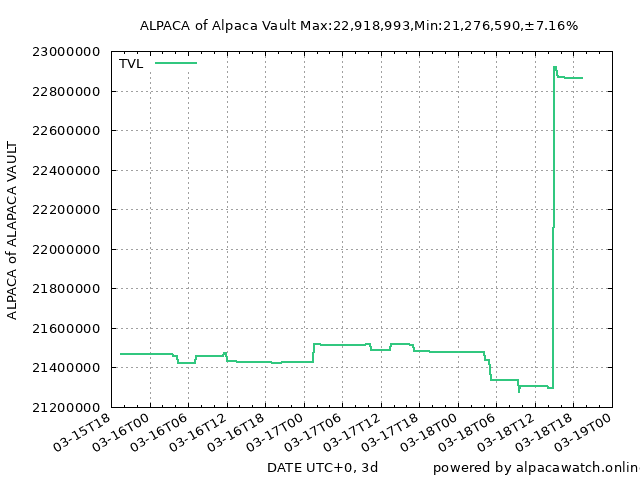 ALPACA of Alpaca Vault Max:22,918,993,Min:21,276,590,±7.16%
TVL
ALPACA of ALAPACA VAULT
23000000
22800000
22600000
22400000
22200000
22000000
21800000
21600000
21400000
21200000
03-15T18
03-16T00
03-16T06
03-16T12
03-16T18
03-17T00
03-17T06
03-17T12
03-17T18
03-18T00
03-18T06
03-18T12
03-18T18
03-19T00
DATE UTC+0, 3d
powered by alpacawatch.onlin